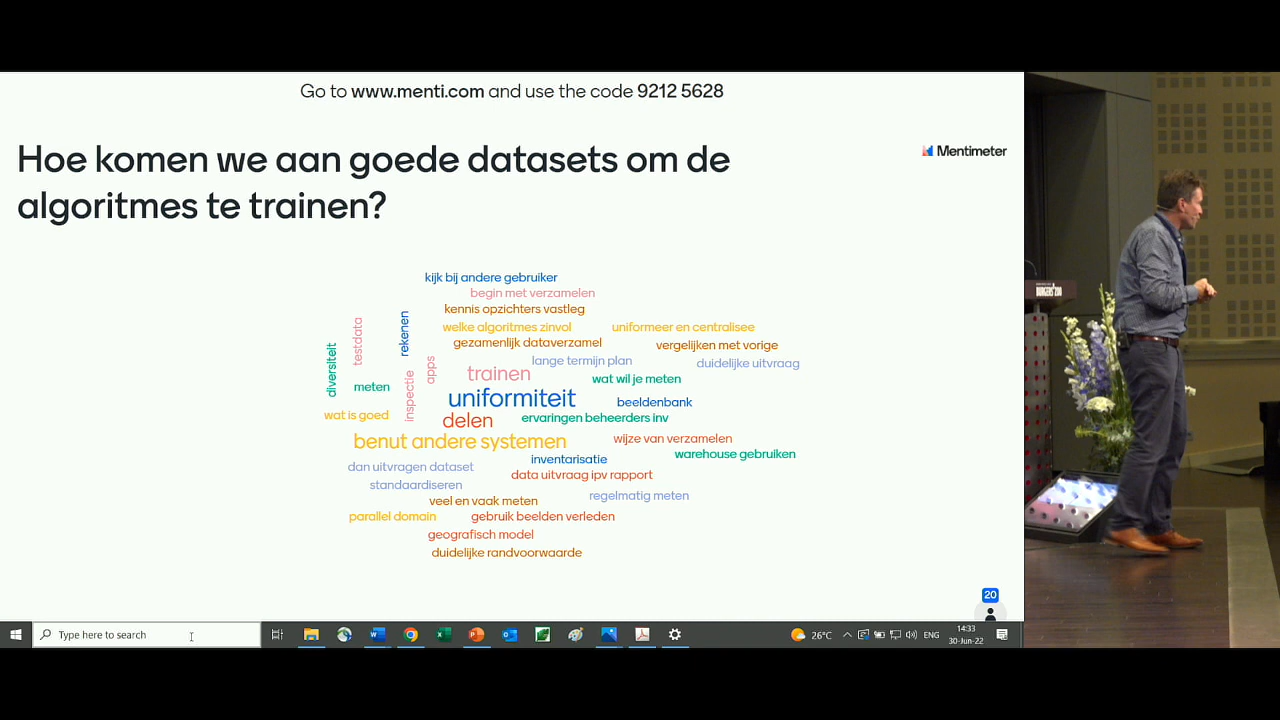 Go to www.menti.com and use the code 9212 5628
Hoe komen we aan goede datasets om de
algoritmes te trainen?
Mentimeter
kijk bij andere gebruiker
begin met verzamelen
kennis opzichters vastleg
welke algoritmes zinvol
uniformeer en centralisee
gezamenlijk dataverzamel
vergelijken met vorige
lange termijn plan
duidelijke uitvraag
testdata
rekenen
diversiteit
apps
inspectie
meten
trainen
wat wil je meten
uniformiteit
beeldenbank
wat is goed
delen
ervaringen beheerders inv
benut andere systemen
wijze van verzamelen
inventarisatie
warehouse gebruiken
dan uitvragen dataset
data uitvraag ipv rapport
standaardiseren
regelmatig meten
veel en vaak meten
parallel domain
gebruik beelden verleden
geografisch model
duidelijke randvoorwaarde
20
Type here to search
26°C
ENG
14:33
30-Jun-22